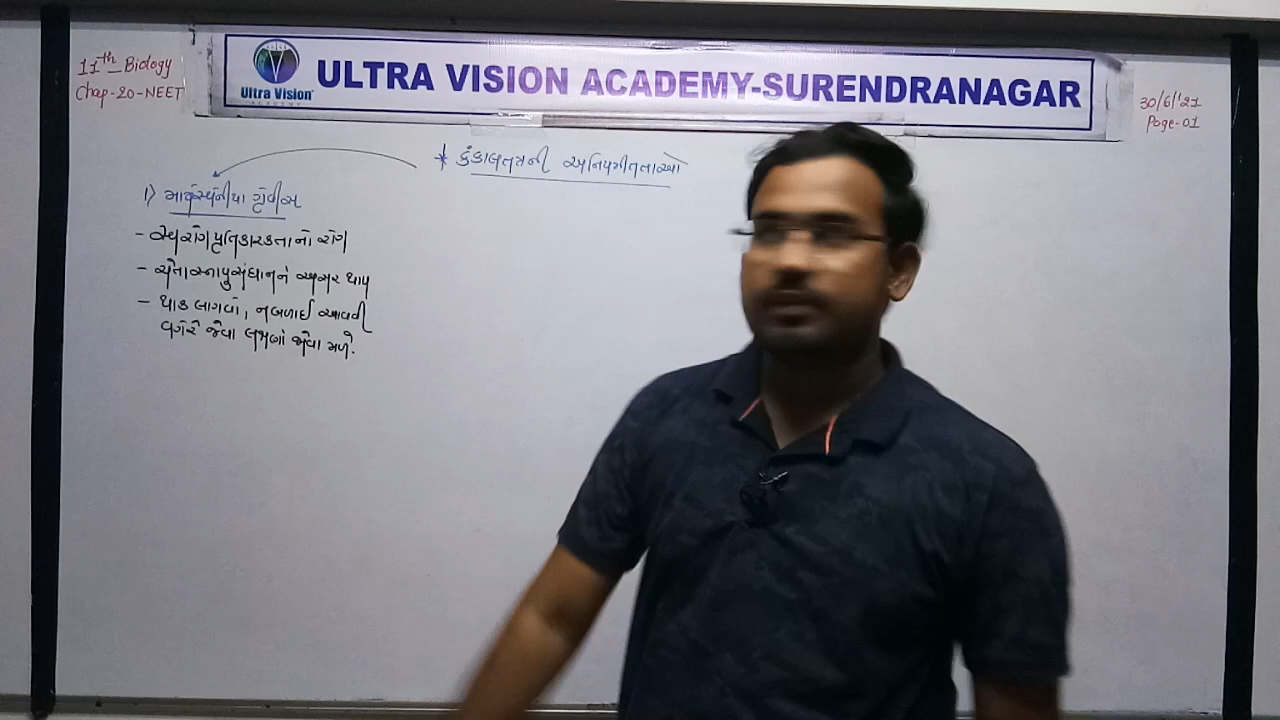 11th Biology
Chap-20-NEET
Ultra Vision
ACADEMY
ULTRA VISION ACADEMY-SURENDRANAGAR
30/6/'21
Page-01
* કંકાલતંત્રની અનિયમીતતાઓ
1) માયેસ્થેનીયા ગ્રેવીસ
- સ્વરોગપ્રતિકારકતાનો રોગ
- ચેતાસ્નાયુસંધાનને અસર થાય
- થાક લાગવો, નબળાઈ આવવી
વગેરે જેવા લક્ષણો જોવા મળે.